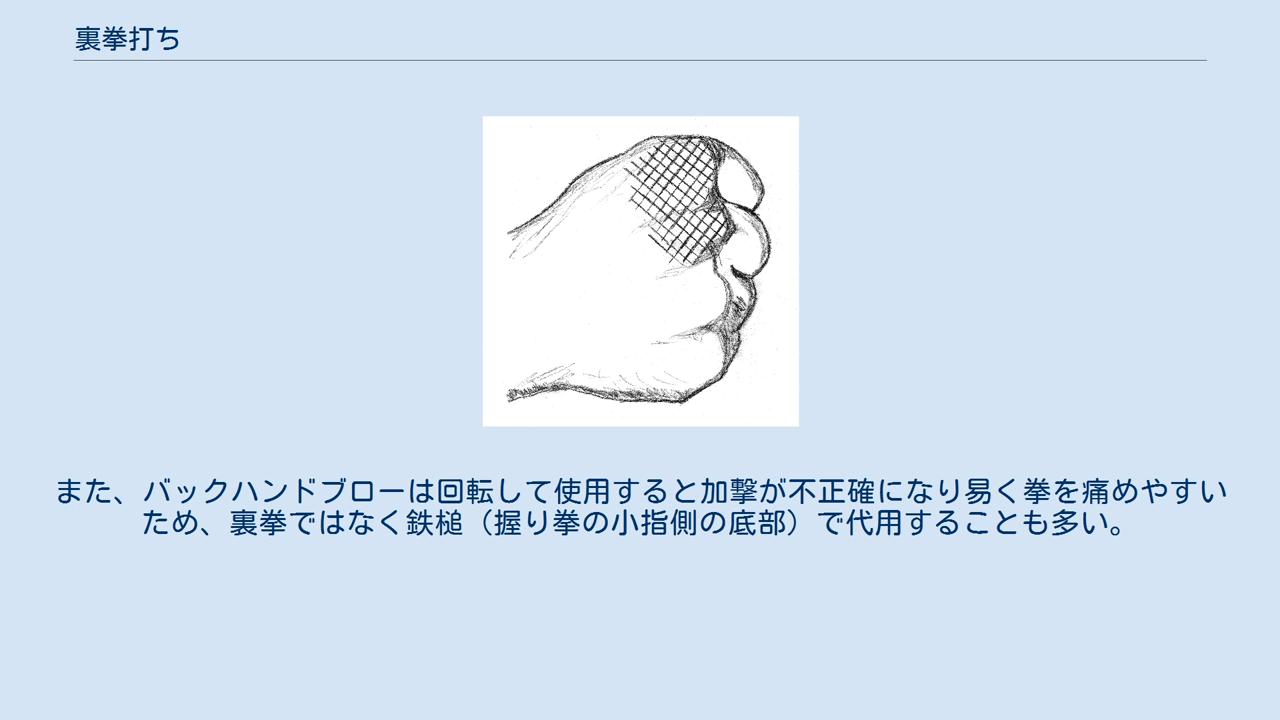 裏拳打ち
また、バックハンドブローは回転して使用すると加撃が不正確になり易く拳を痛めやすい
ため、裏拳ではなく鉄槌（握り拳の小指側の底部）で代用することも多い。